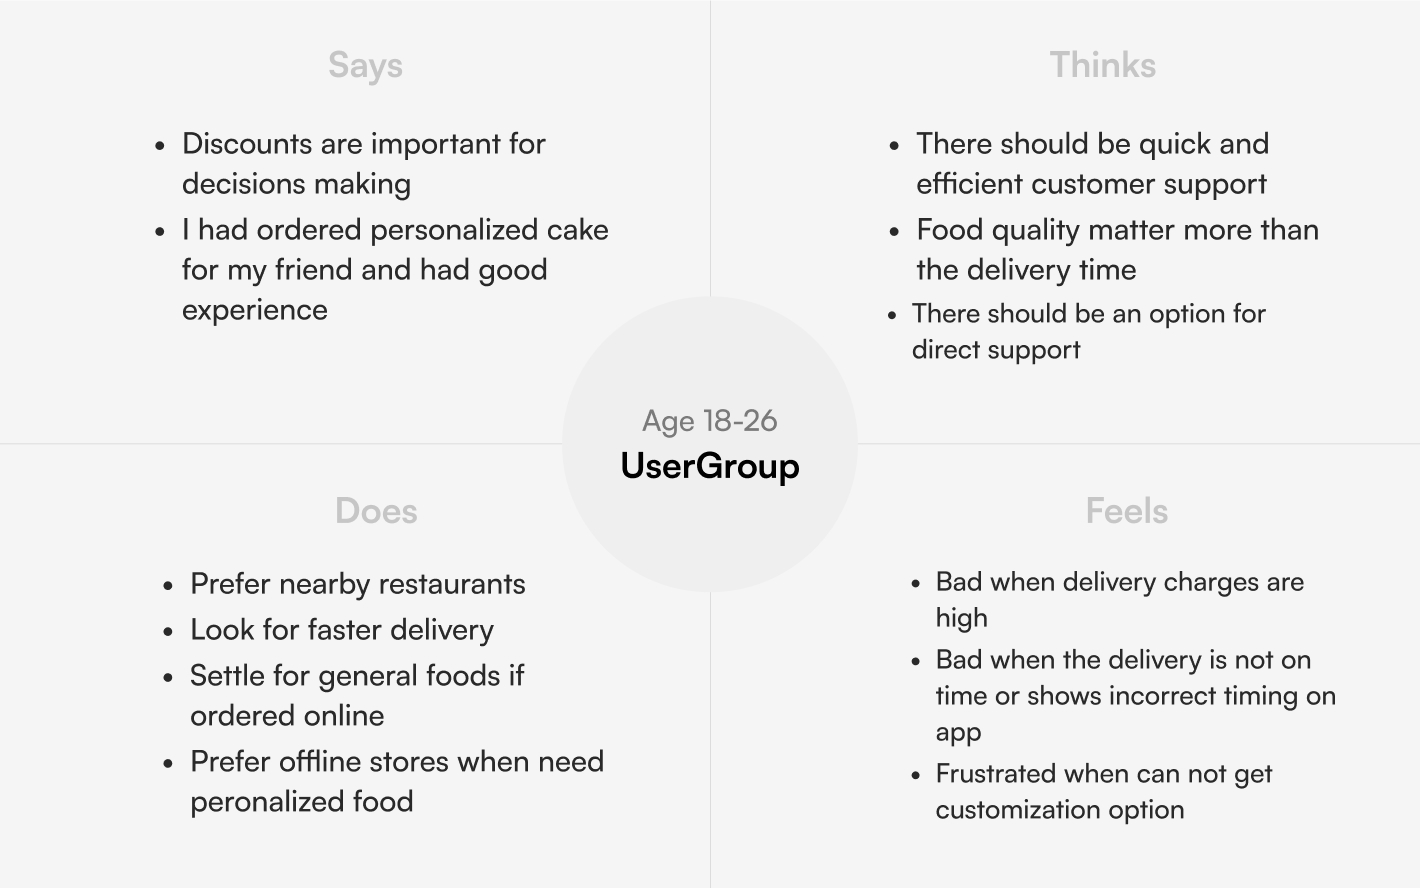 Says
• Discounts are important for
decisions making
• I had ordered personalized cake
for my friend and had good
experience
Thinks
• There should be quick and
efficient customer support
• Food quality matter more than
the delivery time
• There should be an option for
direct support
Age 18-26
UserGroup
Does
• Prefer nearby restaurants
• Look for faster delivery
• Settle for general foods if
ordered online
• Prefer offline stores when need
peronalized food
Feels
• Bad when delivery charges are
high
• Bad when the delivery is not on
time or shows incorrect timing on
app
• Frustrated when can not get
customization option